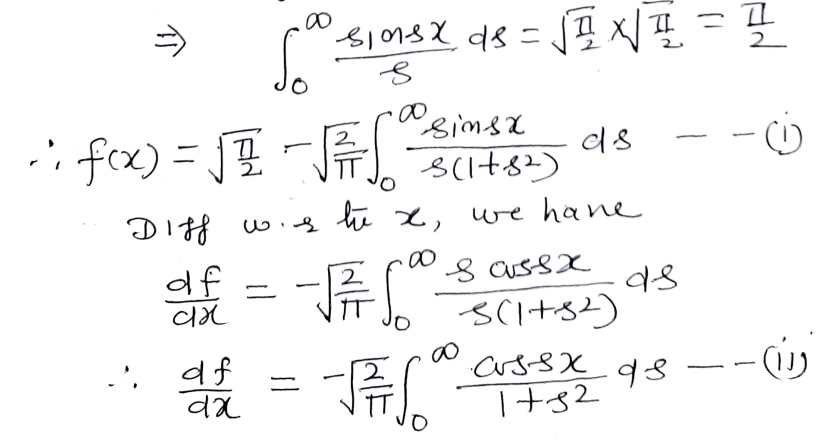 ⇒ ∫₀^∞ sin sx / s ds = √(π/2) × √(π/2) = π/2
∴ f(x) = √(π/2) - √(2/π) ∫₀^∞ sin sx / s(1+s²) ds - - (i)
Diff w.r to x, we have
df/dx = -√(2/π) ∫₀^∞ s cos sx / s(1+s²) ds
∴ df/dx = -√(2/π) ∫₀^∞ cos sx / 1+s² ds - - (ii)